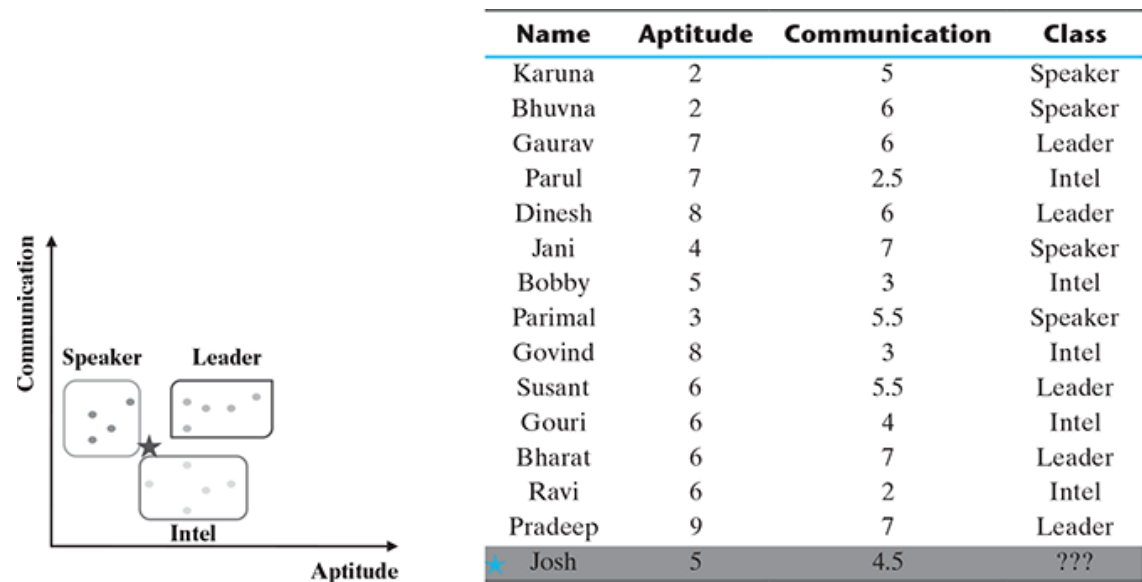 Communication
Speaker Leader
Intel
Aptitude
Name Aptitude Communication Class
Karuna 2 5 Speaker
Bhuvna 2 6 Speaker
Gaurav 7 6 Leader
Parul 7 2.5 Intel
Dinesh 8 6 Leader
Jani 4 7 Speaker
Bobby 5 3 Intel
Parimal 3 5.5 Speaker
Govind 8 3 Intel
Susant 6 5.5 Leader
Gouri 6 4 Intel
Bharat 6 7 Leader
Ravi 6 2 Intel
Pradeep 9 7 Leader
Josh 5 4.5 ???